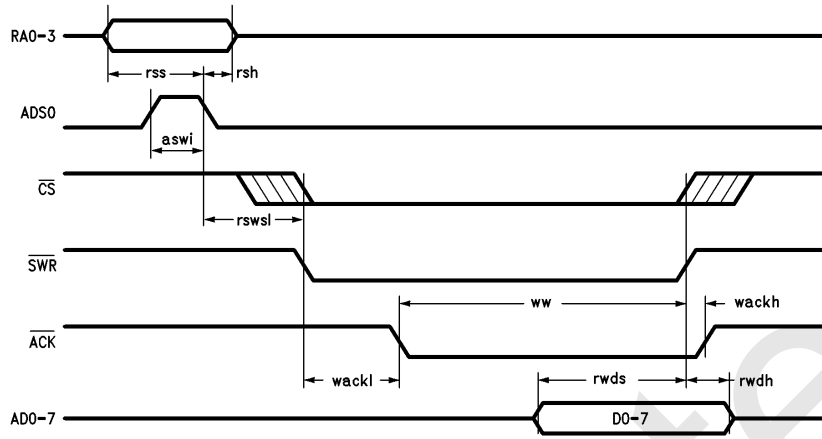 RA0-3
rss
rsh
ADS0
aswi
CS
rswsl
SWR
ww
wackh
ACK
wackl
rwds
rwdh
AD0-7
D0-7